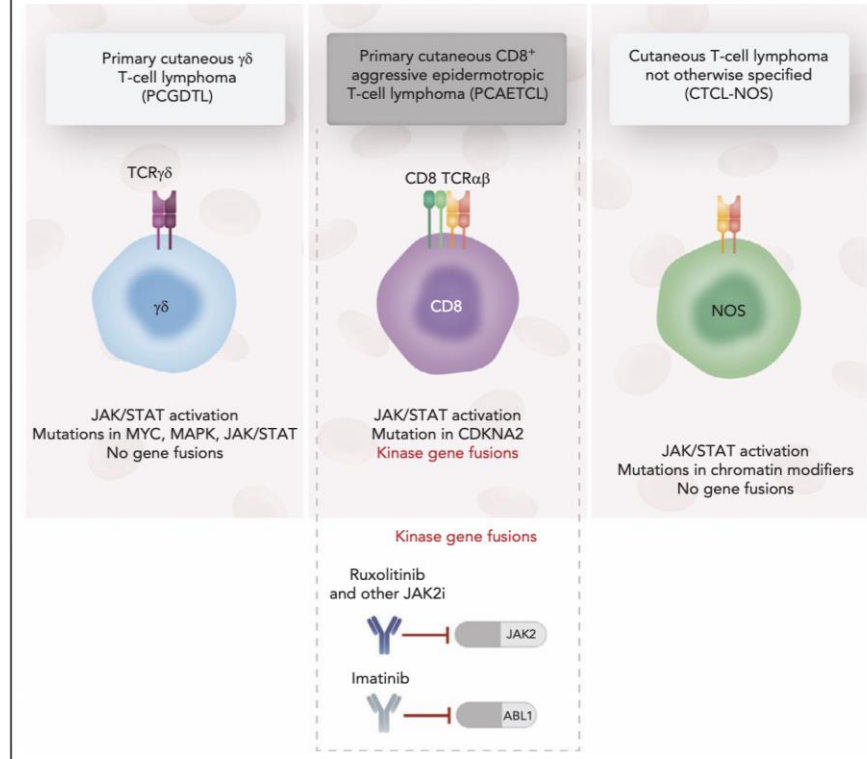 Primary cutaneous γδ
T-cell lymphoma
(PCGDTL)
TCRγδ
γδ
JAK/STAT activation
Mutations in MYC, MAPK, JAK/STAT
No gene fusions
Primary cutaneous CD8⁺
aggressive epidermotropic
T-cell lymphoma (PCAETCL)
CD8 TCRαβ
CD8
JAK/STAT activation
Mutation in CDKNA2
Kinase gene fusions
Kinase gene fusions
Ruxolitinib
and other JAK2i
JAK2
Imatinib
ABL1
Cutaneous T-cell lymphoma
not otherwise specified
(CTCL-NOS)
NOS
JAK/STAT activation
Mutations in chromatin modifiers
No gene fusions